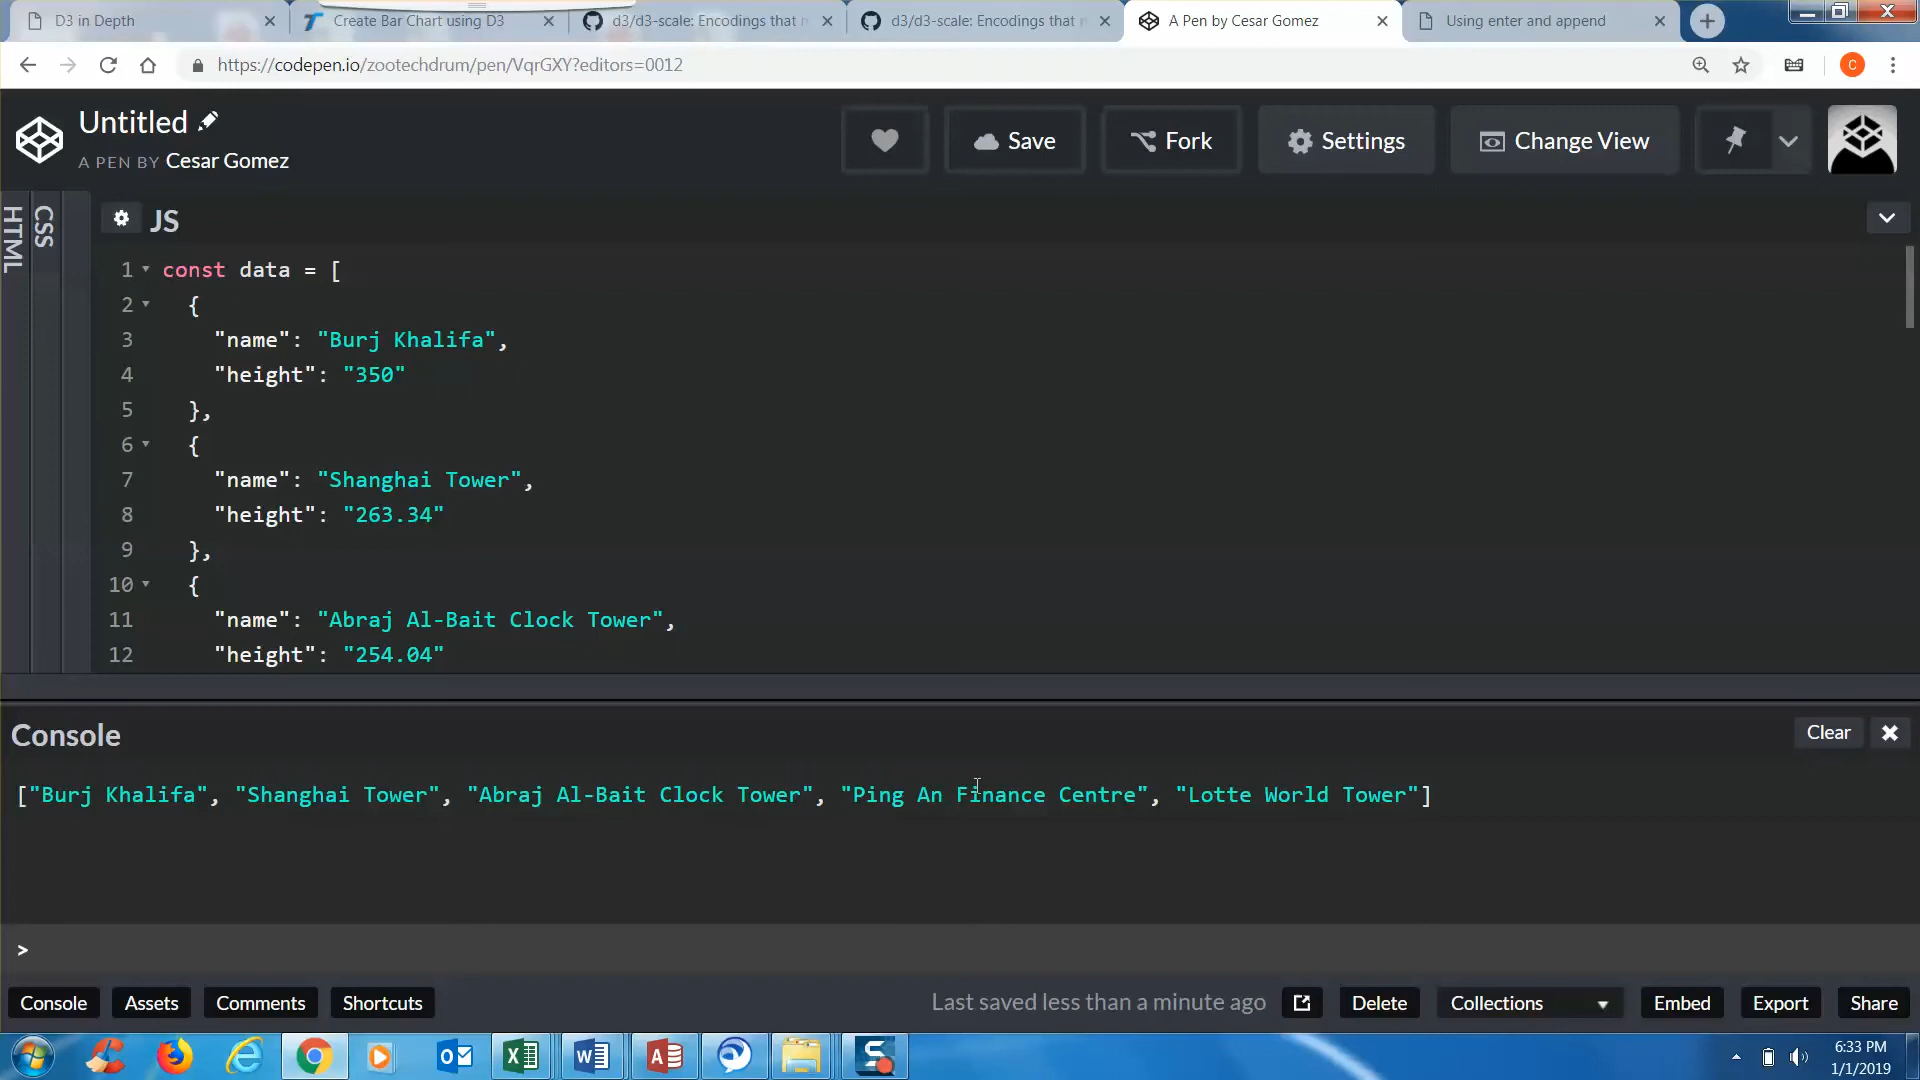 D3 in Depth
Create Bar Chart using D3
d3/d3-scale: Encodings that
d3/d3-scale: Encodings that
A Pen by Cesar Gomez
Using enter and append
https://codepen.io/zootechdrum/pen/VqrGXY?editors=0012
C
Untitled
A PEN BY Cesar Gomez
Save
Fork
Settings
Change View
HTML
CSS
JS
1 const data = [
2 {
3 "name": "Burj Khalifa",
4 "height": "350"
5 },
6 {
7 "name": "Shanghai Tower",
8 "height": "263.34"
9 },
10 {
11 "name": "Abraj Al-Bait Clock Tower",
12 "height": "254.04"
Console
Clear
["Burj Khalifa", "Shanghai Tower", "Abraj Al-Bait Clock Tower", "Ping An Finance Centre", "Lotte World Tower"]
>
Console Assets Comments Shortcuts Last saved less than a minute ago Delete Collections Embed Export Share
6:33 PM
1/1/2019